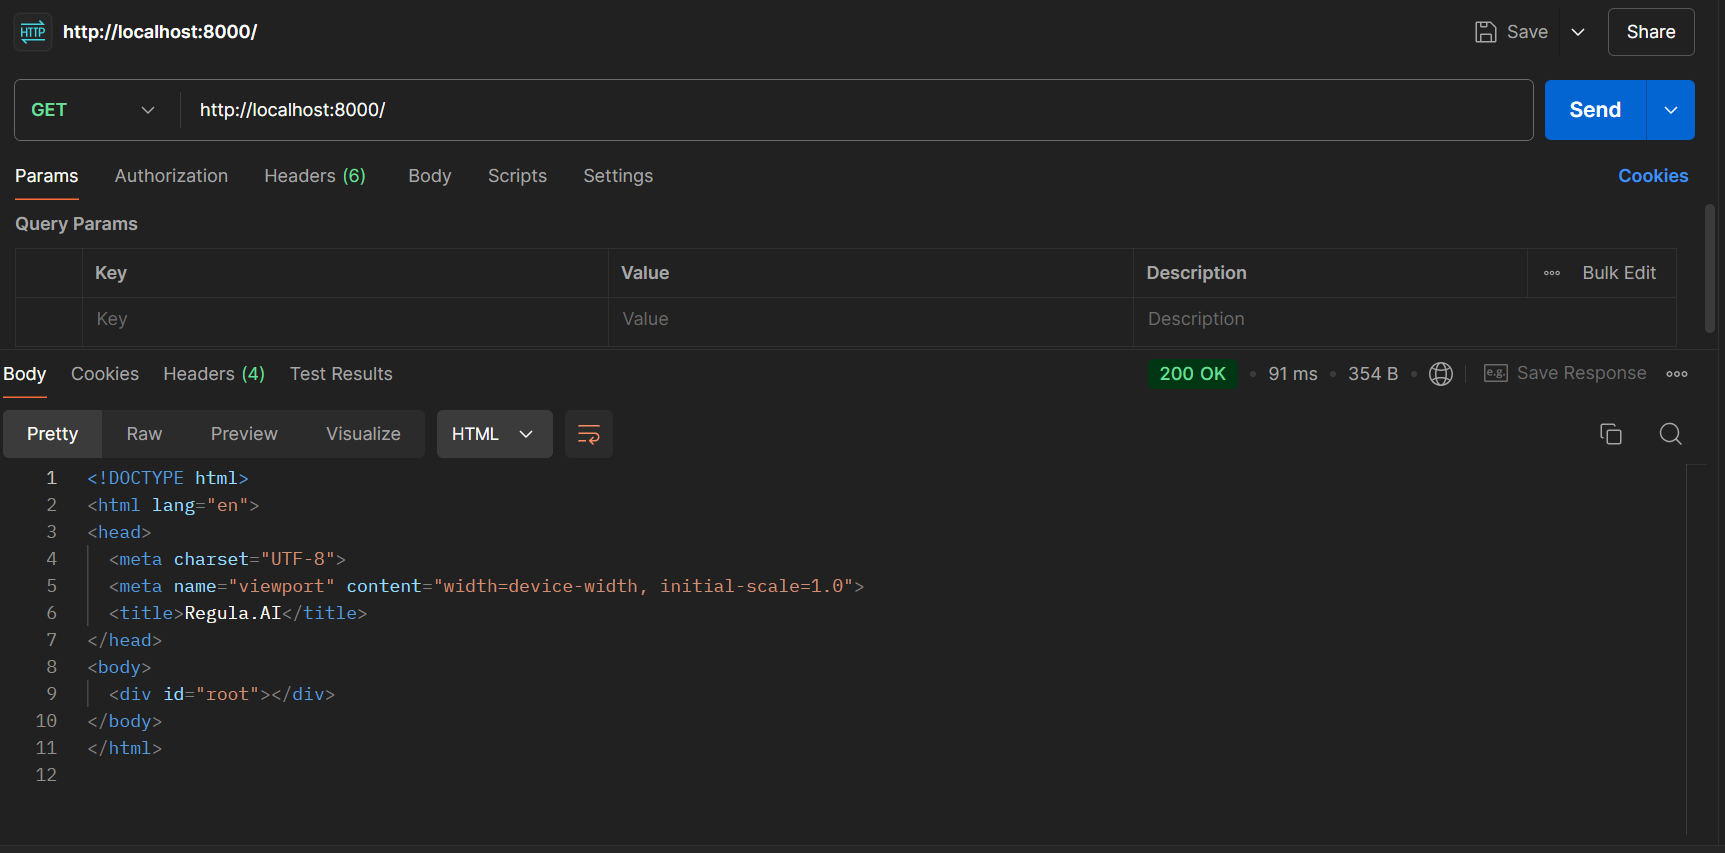 HTTP http://localhost:8000/ Save Share
GET http://localhost:8000/ Send
Params Authorization Headers (6) Body Scripts Settings Cookies
Query Params
Key Value Description Bulk Edit
Key Value Description
Body Cookies Headers (4) Test Results 200 OK • 91 ms • 354 B • e.g. Save Response
Pretty Raw Preview Visualize HTML
1 <!DOCTYPE html>
2 <html lang="en">
3 <head>
4 <meta charset="UTF-8">
5 <meta name="viewport" content="width=device-width, initial-scale=1.0">
6 <title>Regula.AI</title>
7 </head>
8 <body>
9 <div id="root"></div>
10 </body>
11 </html>
12